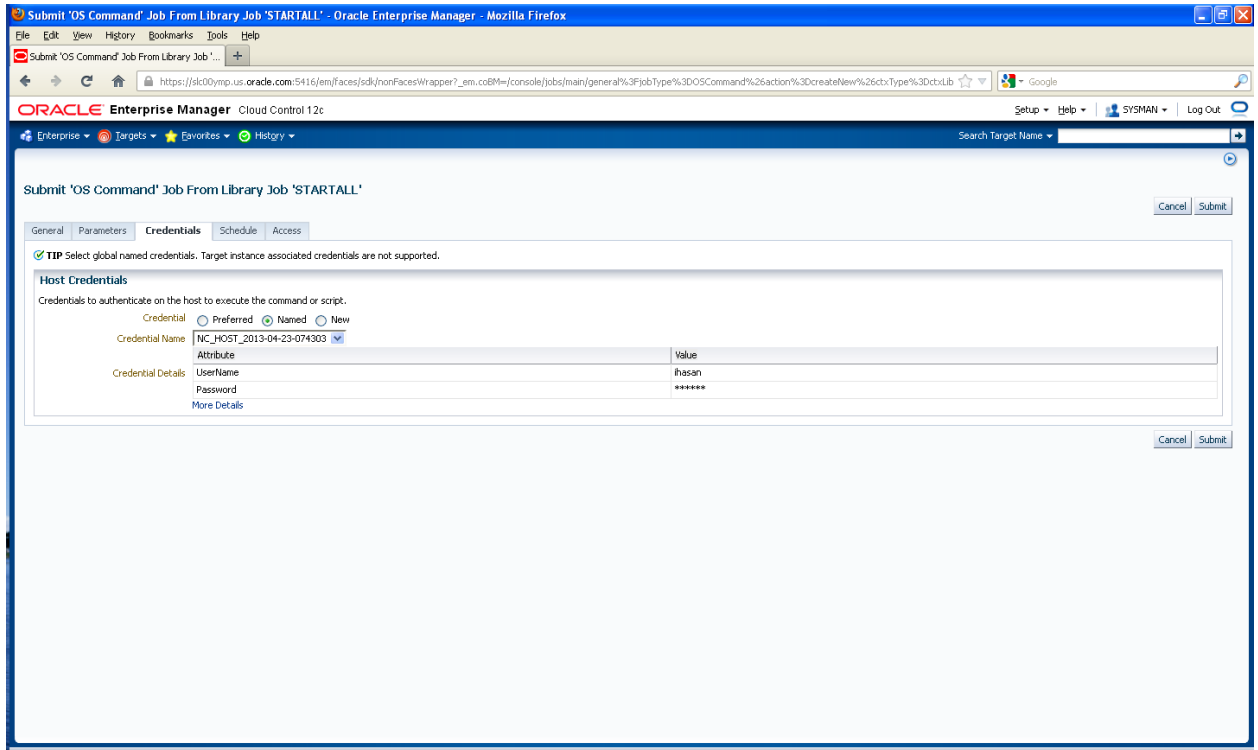 Submit 'OS Command' Job From Library Job 'STARTALL' - Oracle Enterprise Manager - Mozilla Firefox
File Edit View History Bookmarks Tools Help
Submit 'OS Command' Job From Library Job '... +
https://slc00ymp.us.oracle.com:5416/em/faces/sdk/nonFacesWrapper?_em.coBM=/console/jobs/main/general%3FjobType%3DOSCommand%26action%3DcreateNew%26ctxType%3DctxLib Google
ORACLE Enterprise Manager Cloud Control 12c Setup Help SYSMAN Log Out
Enterprise Targets Favorites History Search Target Name
Submit 'OS Command' Job From Library Job 'STARTALL'
Cancel Submit
General Parameters Credentials Schedule Access
TIP Select global named credentials. Target instance associated credentials are not supported.
Host Credentials
Credentials to authenticate on the host to execute the command or script.
Credential Preferred Named New
Credential Name NC_HOST_2013-04-23-074303
Attribute Value
Credential Details UserName ihasan
Password ******
More Details
Cancel Submit